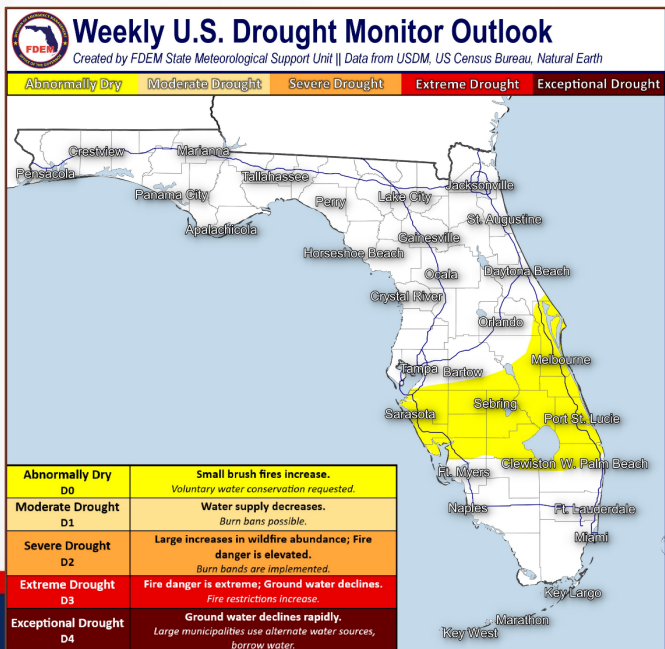 Weekly U.S. Drought Monitor Outlook
Created by FDEM State Meteorological Support Unit || Data from USDM, US Census Bureau, Natural Earth
FDEM
Abnormally Dry Moderate Drought Severe Drought Extreme Drought Exceptional Drought
Crestview
Marianna
Pensacola
Tallahassee
Jacksonville
Panama City
Perry
Lake City
Apalachicola
St. Augustine
Gainesville
Horseshoe Beach
Ocala
Daytona Beach
Crystal River
Orlando
Melbourne
Tampa
Bartow
Sebring
Sarasota
Port St. Lucie
Clewiston
W. Palm Beach
Ft. Myers
Naples
Ft. Lauderdale
Miami
Key Largo
Marathon
Key West
Abnormally Dry
D0
Small brush fires increase.
Voluntary water conservation requested.
Moderate Drought
D1
Water supply decreases.
Burn bans possible.
Severe Drought
D2
Large increases in wildfire abundance; Fire
danger is elevated.
Burn bands are implemented.
Extreme Drought
D3
Fire danger is extreme; Ground water declines.
Fire restrictions increase.
Exceptional Drought
D4
Ground water declines rapidly.
Large municipalities use alternate water sources,
borrow water.